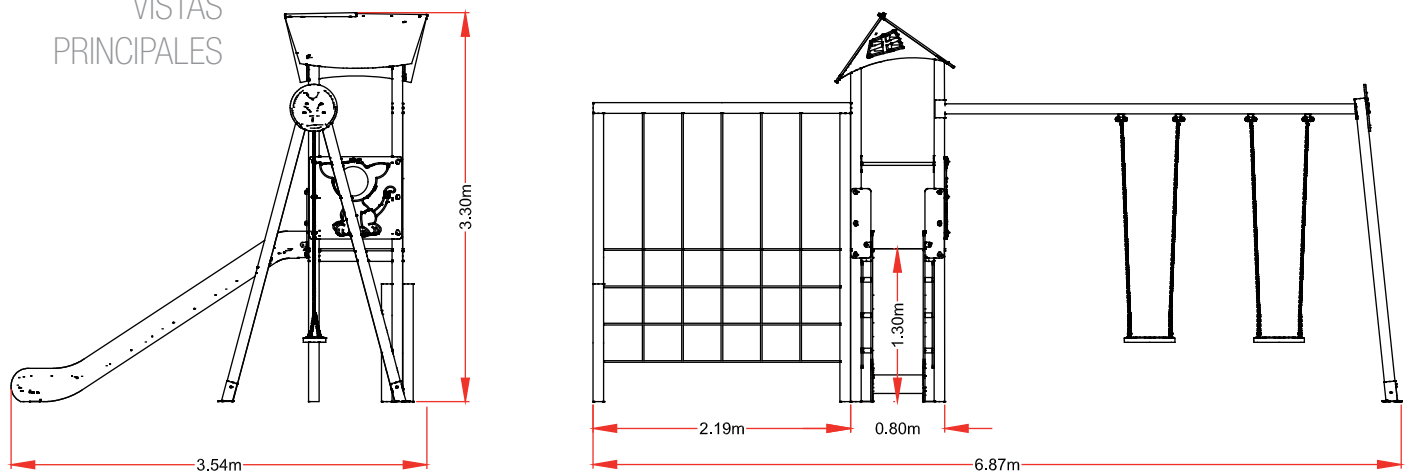 VISTAS
PRINCIPALES
3.30m
3.54m
1.30m
2.19m
0.80m
6.87m